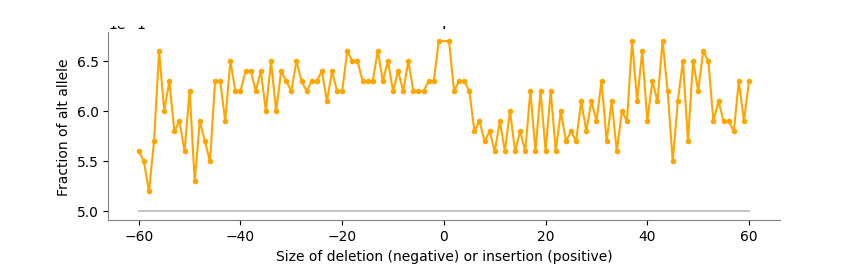 Fraction of alt allele
6.5
6.0
5.5
5.0
−60 −40 −20 0 20 40 60
Size of deletion (negative) or insertion (positive)